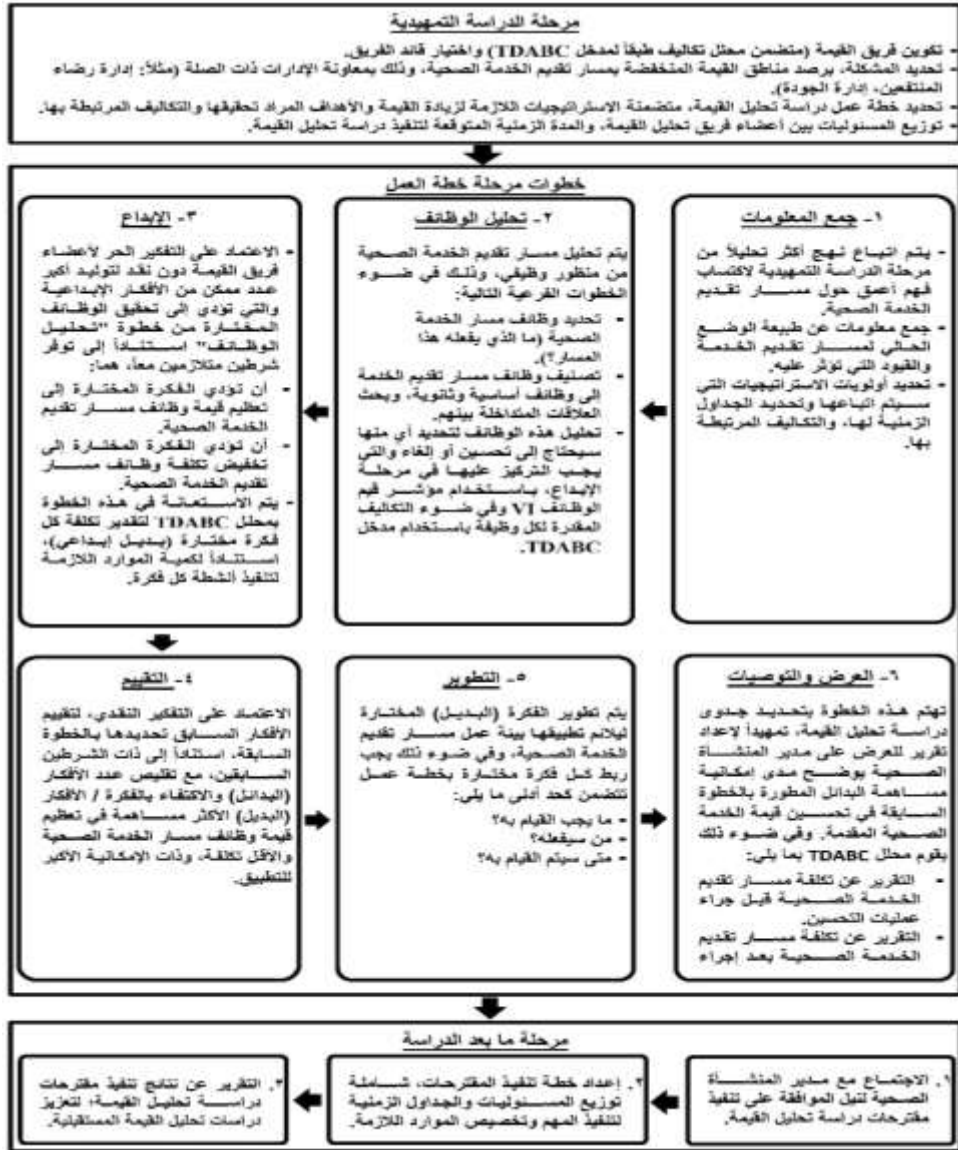 مرحلة الدراسة التمهيدية
- تكوين فريق القيمة (متضمن محلل تكاليف طبقاً لمدخل TDABC) واختيار قائد الفريق.
- تحديد المشكلة، برصد مناطق القيمة المنخفضة بمسار تقديم الخدمة الصحية، وذلك بمعاونة الإدارات ذات الصلة (مثلاً: إدارة رضاء
المنتفعين، إدارة الجودة).
- تحديد خطة عمل دراسة تحليل القيمة، متضمنة الاستراتيجيات اللازمة لزيادة القيمة والأهداف المراد تحقيقها والتكاليف المرتبطة بها.
- توزيع المسئوليات بين أعضاء فريق تحليل القيمة، والمدة الزمنية المتوقعة لتنفيذ دراسة تحليل القيمة.
خطوات مرحلة خطة العمل
١- جمع المعلومات
- يتم اتباع نهج أكثر تحليلاً من
مرحلة الدراسة التمهيدية لاكتساب
فهم أعمق حول مسار تقديم
الخدمة الصحية.
- جمع معلومات عن طبيعة الوضع
الحالي لمسار تقديم الخدمة
والقيود التي تؤثر عليه.
- تحديد أولويات الاستراتيجيات التي
سيتم اتباعها وتحديد الجداول
الزمنية لها، والتكاليف المرتبطة
بها.
٢- تحليل الوظائف
يتم تحليل مسار تقديم الخدمة الصحية
من منظور وظيفي، وذلك في ضوء
الخطوات الفرعية التالية:
- تحديد وظائف مسار الخدمة
الصحية (ما الذي يفعله هذا
المسار؟).
- تصنيف وظائف مسار تقديم الخدمة
إلى وظائف أساسية وثانوية، وبحث
العلاقات المتداخلة بينهم.
- تحليل هذه الوظائف لتحديد أي منها
سيحتاج إلى تحسين أو إلغاء والتي
يجب التركيز عليها في مرحلة
الإبداع، باستخدام مؤشر قيم
الوظائف VI وفي ضوء التكاليف
المقدرة لكل وظيفة باستخدام مدخل
TDABC.
٣- الإبداع
- الاعتماد على التفكير الحر لأعضاء
فريق القيمة دون نقد لتوليد أكبر
عدد ممكن من الأفكار الإبداعية
والتي تؤدي إلى تحقيق الوظائف
المختارة من خطوة "تحليل
الوظائف" استناداً إلى توفر
شرطين متلازمين معاً، هما:
- أن تؤدي الفكرة المختارة إلى
تعظيم قيمة وظائف مسار تقديم
الخدمة الصحية.
- أن تؤدي الفكرة المختارة إلى
تخفيض تكلفة وظائف مسار
تقديم الخدمة الصحية.
- يتم الاستعانة في هذه الخطوة
بمحلل TDABC لتقدير تكلفة كل
فكرة مختارة (بديل إبداعي)،
استناداً لكمية الموارد اللازمة
لتنفيذ أنشطة كل فكرة.
٤- التقييم
الاعتماد على التفكير النقدي، لتقييم
الأفكار السابق تحديدها بالخطوة
السابقة، استناداً إلى ذات الشرطين
السابقين، مع تقليص عدد الأفكار
(البدائل) والاكتفاء بالفكرة / الأفكار
(البديل) الأكثر مساهمة في تعظيم
قيمة وظائف مسار الخدمة الصحية
والأقل تكلفة، وذات الإمكانية الأكبر
للتطبيق.
٥- التطوير
يتم تطوير الفكرة (البديل) المختارة
ليلائم تطبيقها بيئة عمل مسار تقديم
الخدمة الصحية، وفي ضوء ذلك يجب
ربط كل فكرة مختارة بخطة عمل
تتضمن كحد أدنى ما يلي:
- ما يجب القيام به؟
- من سيفعله؟
- متى سيتم القيام به؟
٦- العرض والتوصيات
تهتم هذه الخطوة بتحديد جدوى
دراسة تحليل القيمة، تمهيداً لإعداد
تقرير للعرض على مدير المنشأة
الصحية يوضح مدى إمكانية
مساهمة البدائل المطورة بالخطوة
السابقة في تحسين قيمة الخدمة
الصحية المقدمة. وفي ضوء ذلك
يقوم محلل TDABC بما يلي:
- التقرير عن تكلفة مسار تقديم
الخدمة الصحية قبل جراء
عمليات التحسين.
- التقرير عن تكلفة مسار تقديم
الخدمة الصحية بعد إجراء
مرحلة ما بعد الدراسة
١. الاجتماع مع مدير المنشأة
الصحية لنيل الموافقة على تنفيذ
مقترحات دراسة تحليل القيمة.
٢. إعداد خطة تنفيذ المقترحات، شاملة
توزيع المسئوليات والجداول الزمنية
لتنفيذ المهم وتخصيص الموارد اللازمة.
٣. التقرير عن نتائج تنفيذ مقترحات
دراسة تحليل القيمة؛ لتعزيز
دراسات تحليل القيمة المستقبلية.